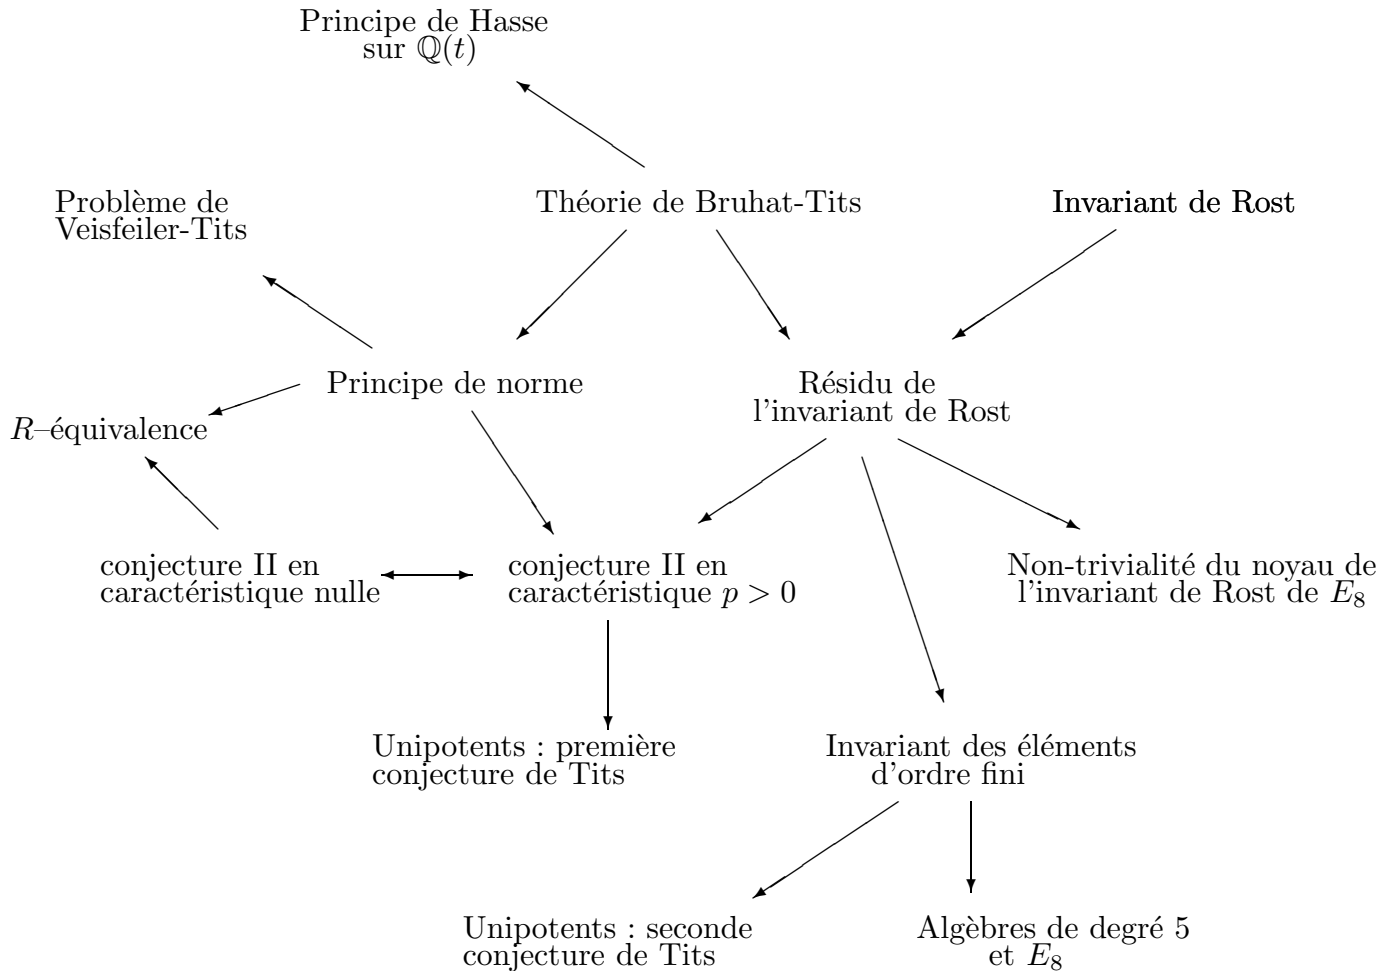 Principe de Hasse
sur ℚ(t)
Problème de
Veisfeiler-Tits
Théorie de Bruhat-Tits
Invariant de Rost
Principe de norme
Résidu de
l'invariant de Rost
R–équivalence
conjecture II en
caractéristique nulle
conjecture II en
caractéristique p > 0
Non-trivialité du noyau de
l'invariant de Rost de E₈
Unipotents : première
conjecture de Tits
Invariant des éléments
d'ordre fini
Unipotents : seconde
conjecture de Tits
Algèbres de degré 5
et E₈